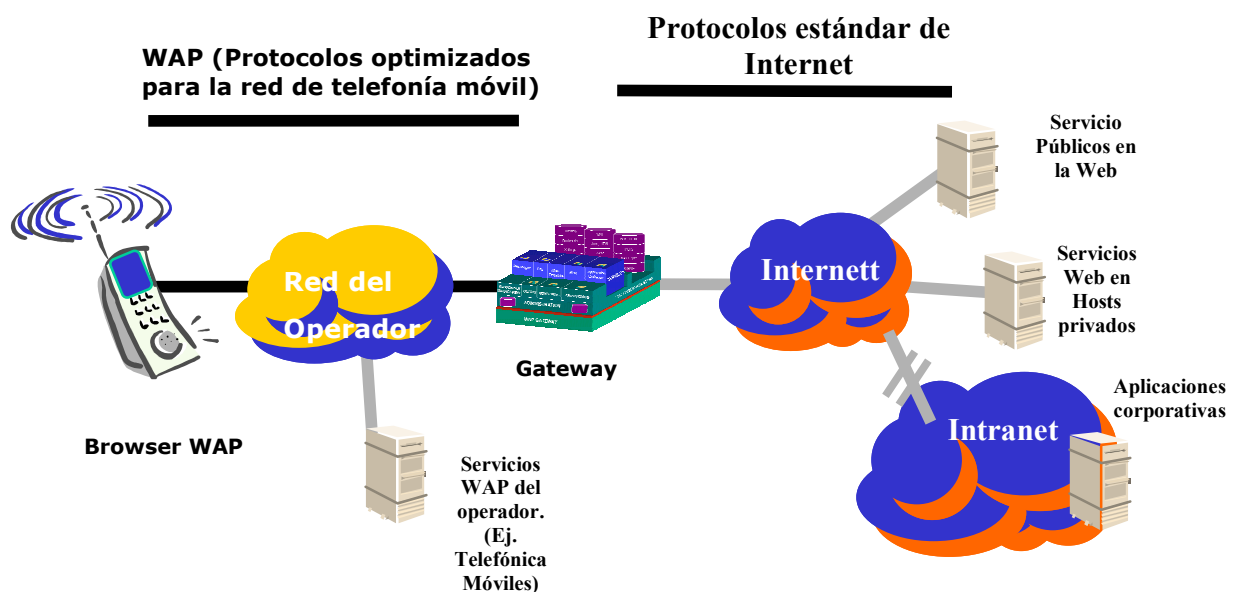 Protocolos estándar de
Internet
WAP (Protocolos optimizados
para la red de telefonía móvil)
Servicio
Públicos en
la Web
Internett
Servicios
Web en
Hosts
privados
Red del
Operador
Gateway
WAP GATEWAY
Aplicaciones
corporativas
Intranet
Browser WAP
Servicios
WAP del
operador.
(Ej.
Telefónica
Móviles)